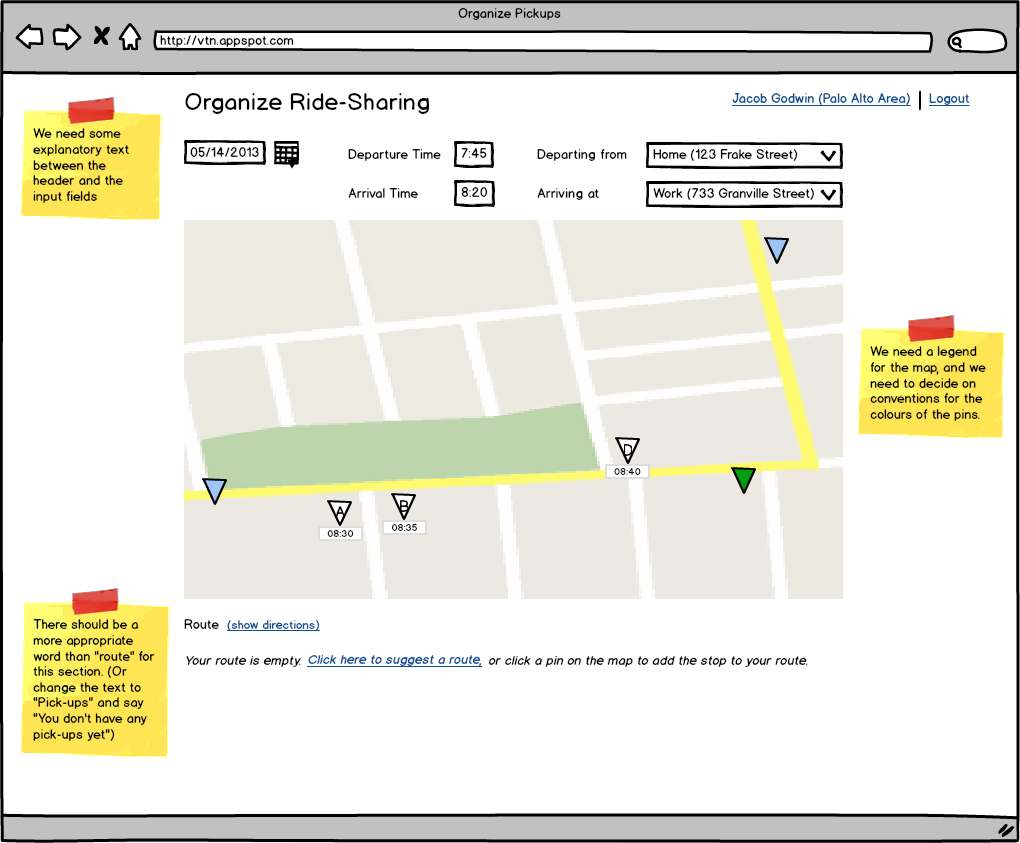 Organize Pickups
http://vtn.appspot.com
Organize Ride-Sharing
Jacob Godwin (Palo Alto Area) | Logout
We need some
explanatory text
between the
header and the
input fields
05/14/2013
Departure Time
7:45
Departing from
Home (123 Frake Street)
Arrival Time
8:20
Arriving at
Work (733 Granville Street)
We need a legend
for the map, and we
need to decide on
conventions for the
colours of the pins.
D
08:40
A
08:30
B
08:35
There should be a
more appropriate
word than "route" for
this section. (Or
change the text to
"Pick-ups" and say
"You don't have any
pick-ups yet")
Route (show directions)
Your route is empty. Click here to suggest a route, or click a pin on the map to add the stop to your route.